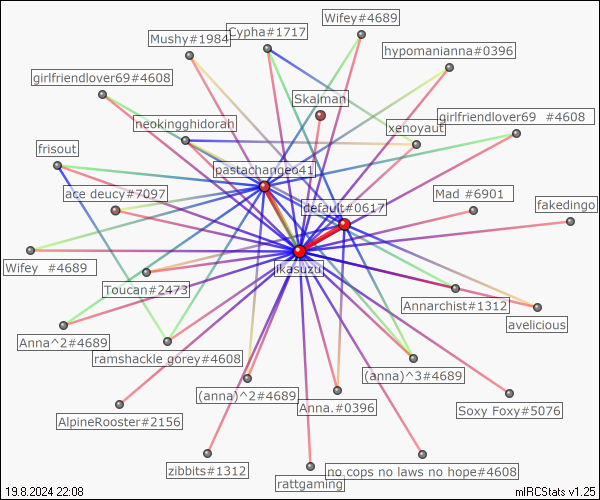 Wifey#4689
Cypha#1717
Mushy#1984
hypomanianna#0396
girlfriendlover69#4608
Skalman
girlfriendlover69 #4608
neokingghidorah
xenoyaut
frisout
pastachangeo41
ace deucy#7097
Mad #6901
default#0617
fakedingo
Wifey #4689
ikasuzu
Toucan#2473
Annarchist#1312
avelicious
Anna^2#4689
ramshackle gorey#4608
(anna)^3#4689
(anna)^2#4689
Anna.#0396
Soxy Foxy#5076
AlpineRooster#2156
zibbits#1312
no cops no laws no hope#4608
rattgaming
19.8.2024 22:08
mIRCStats v1.25